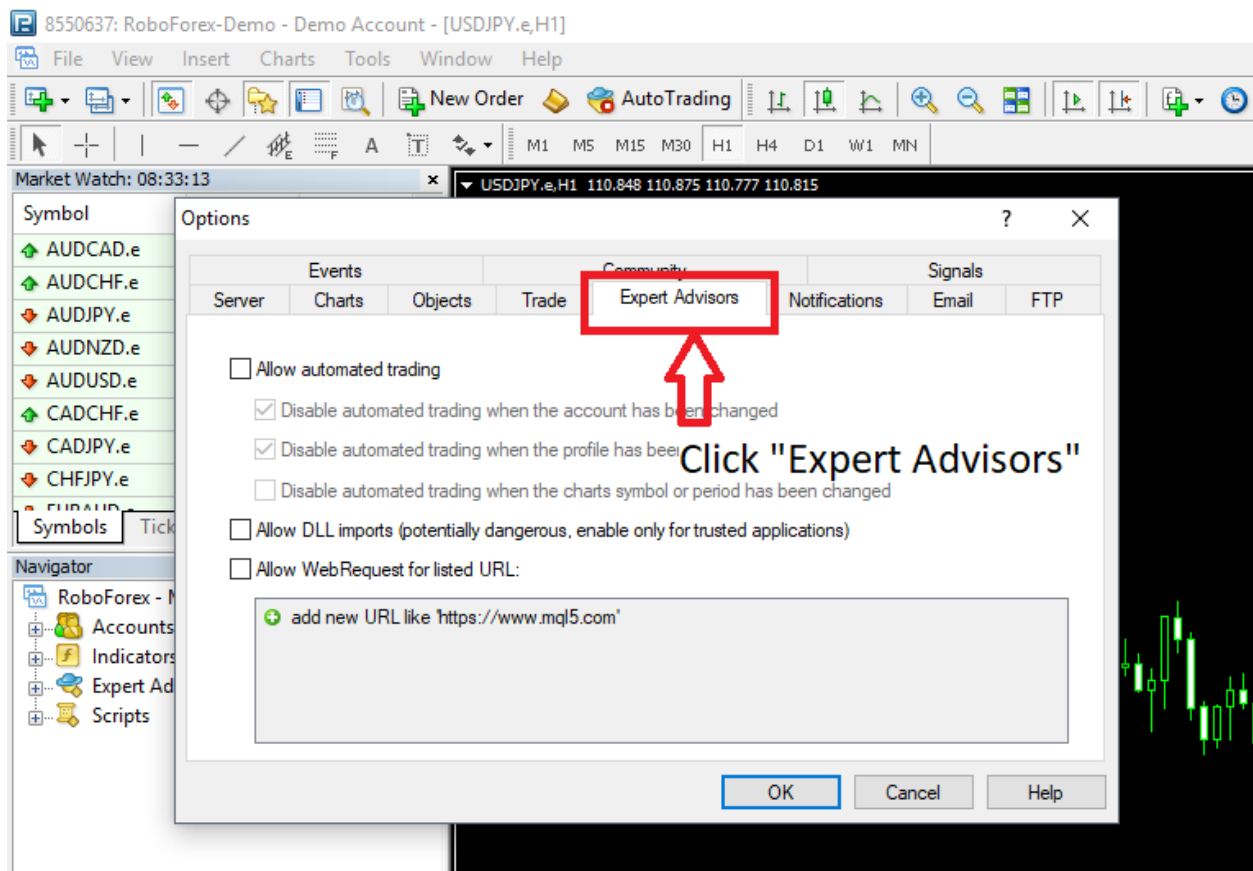 8550637: RoboForex-Demo - Demo Account - [USDJPY.e,H1]
File View Insert Charts Tools Window Help
New Order AutoTrading
E F A T M1 M5 M15 M30 H1 H4 D1 W1 MN
Market Watch: 08:33:13
USDJPY.e,H1 110.848 110.875 110.777 110.815
Symbol
AUDCAD.e
AUDCHF.e
AUDJPY.e
AUDNZD.e
AUDUSD.e
CADCHF.e
CADJPY.e
CHFJPY.e
Symbols Tick
Navigator
RoboForex -
Accounts
Indicators
Expert Ad
Scripts
Options ?
Events Community Signals
Server Charts Objects Trade Expert Advisors Notifications Email FTP
Allow automated trading
Disable automated trading when the account has been changed
Disable automated trading when the profile has been
Click "Expert Advisors"
Disable automated trading when the charts symbol or period has been changed
Allow DLL imports (potentially dangerous, enable only for trusted applications)
Allow WebRequest for listed URL:
add new URL like 'https://www.mql5.com'
OK Cancel Help